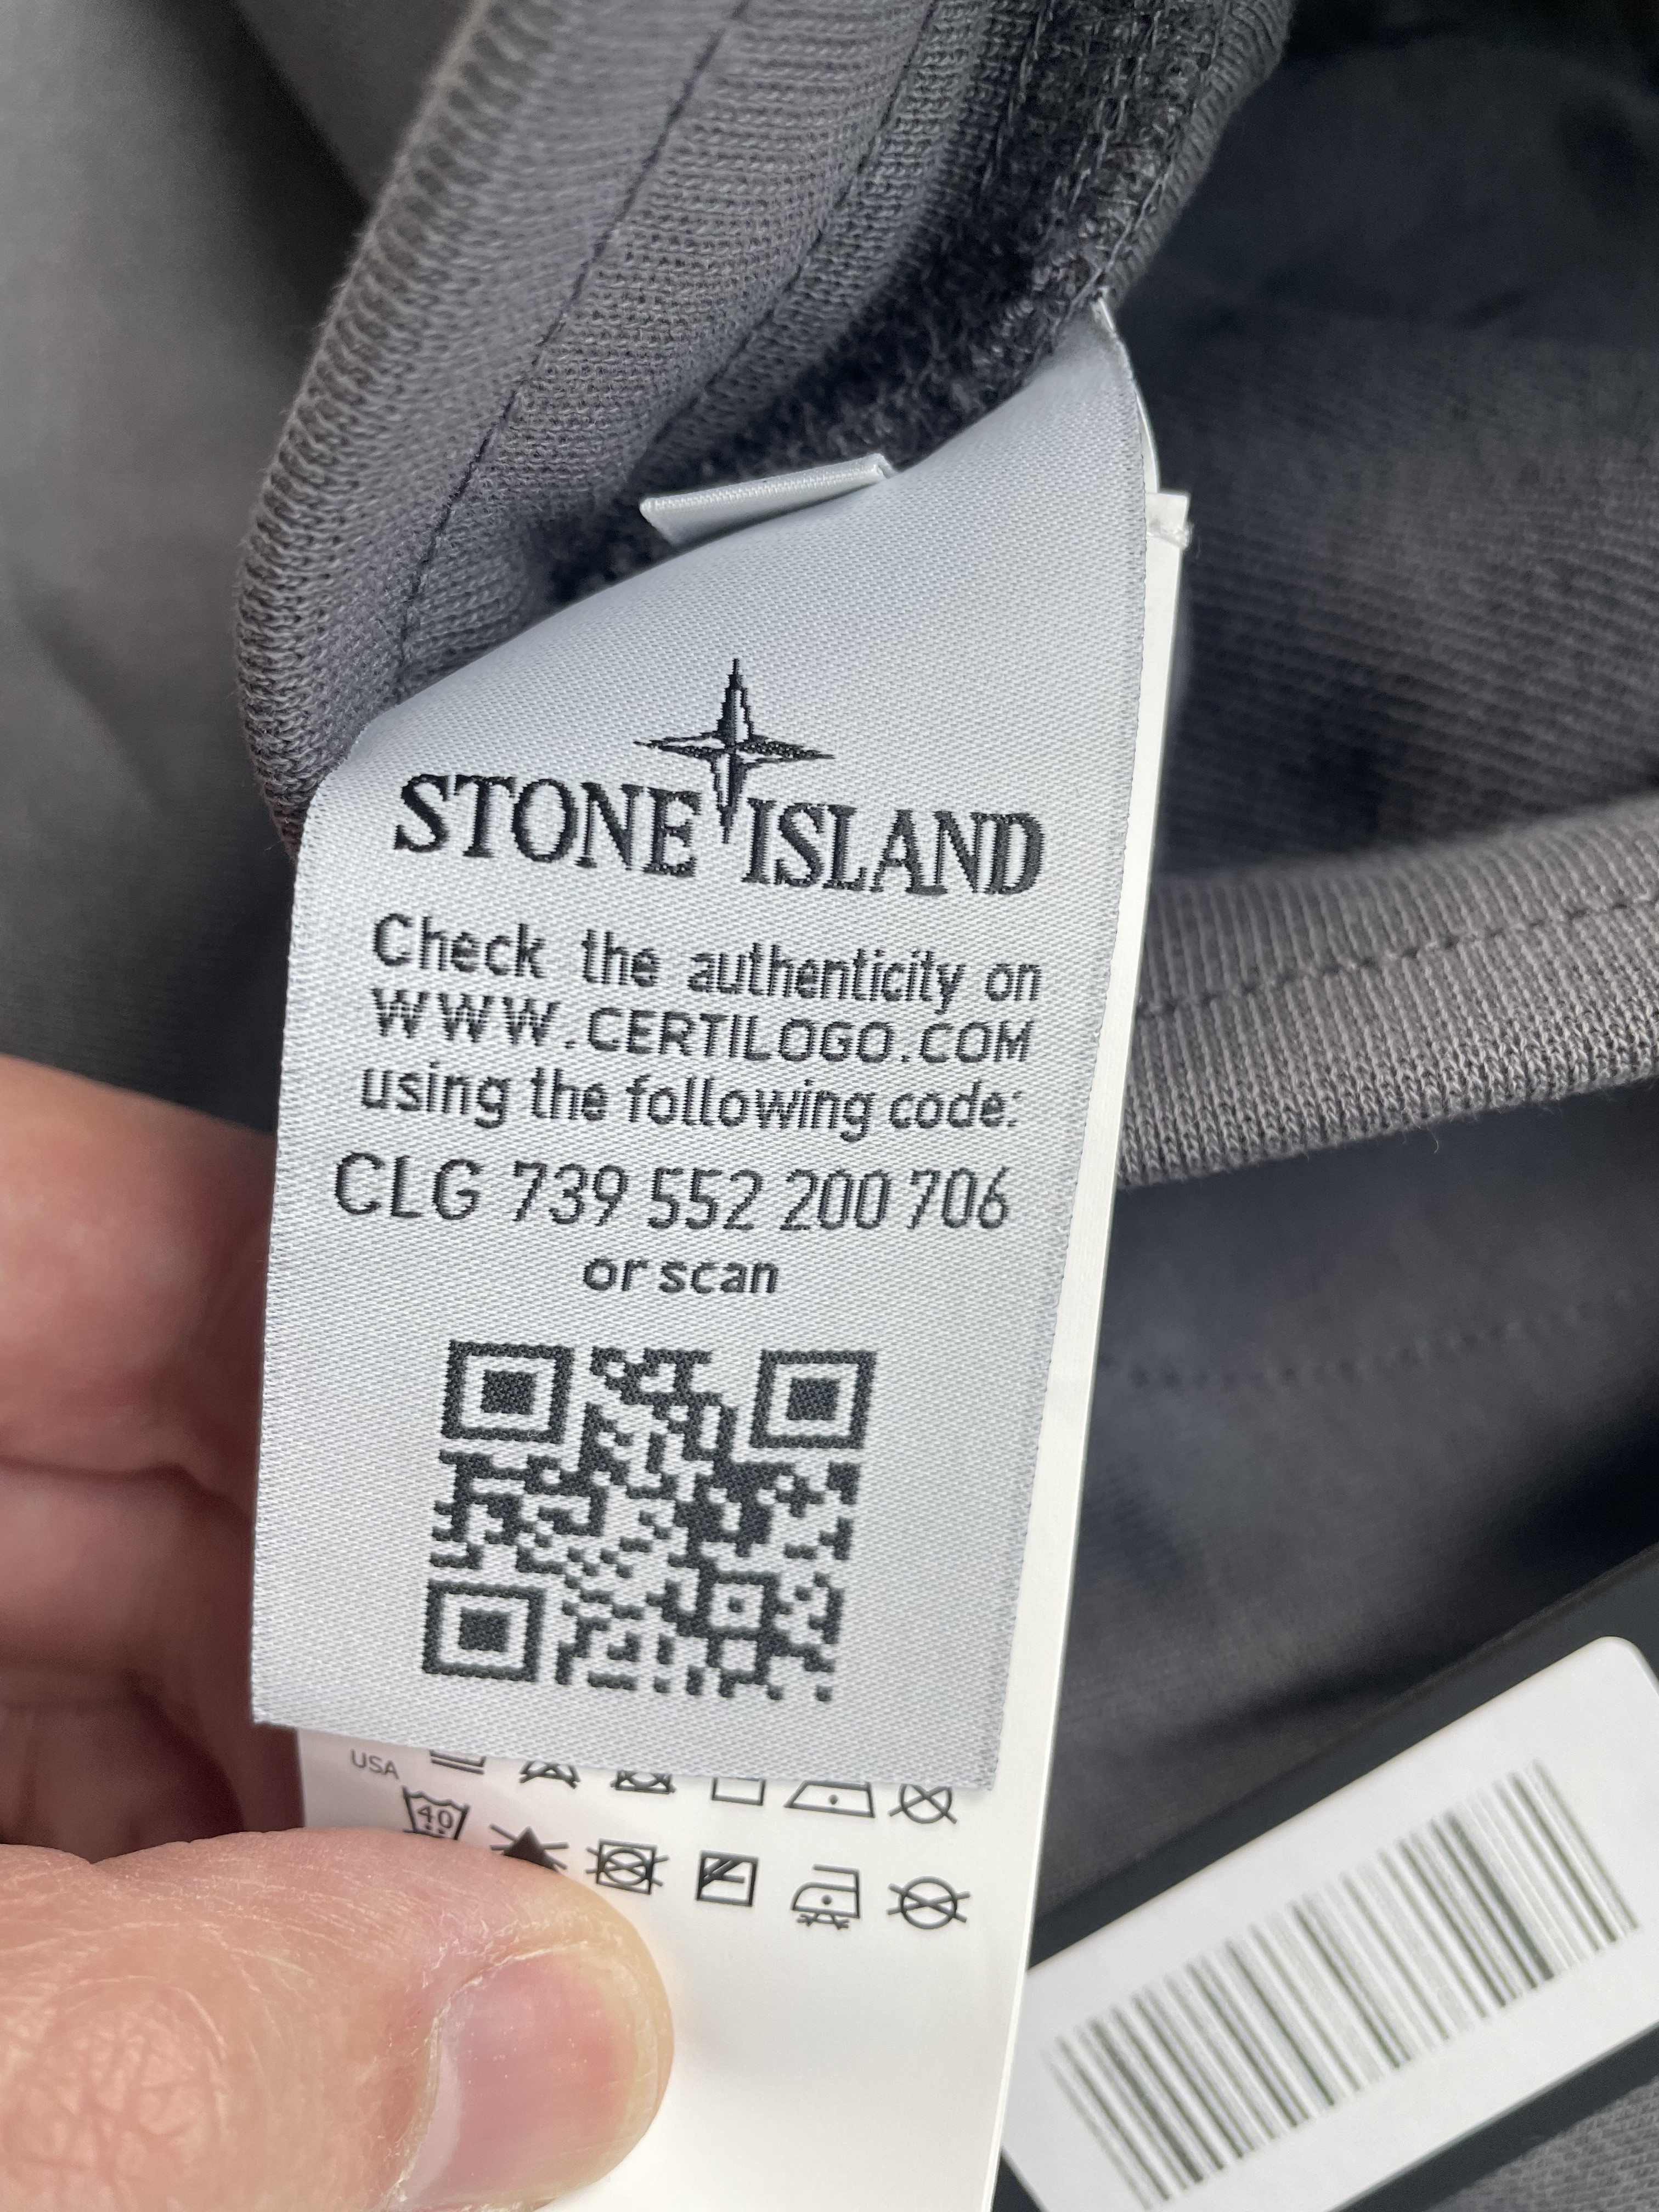 STONE ISLAND
Check the authenticity on
WWW.CERTILOGO.COM
using the following code:
CLG 739 552 200 706
or scan
USA
40